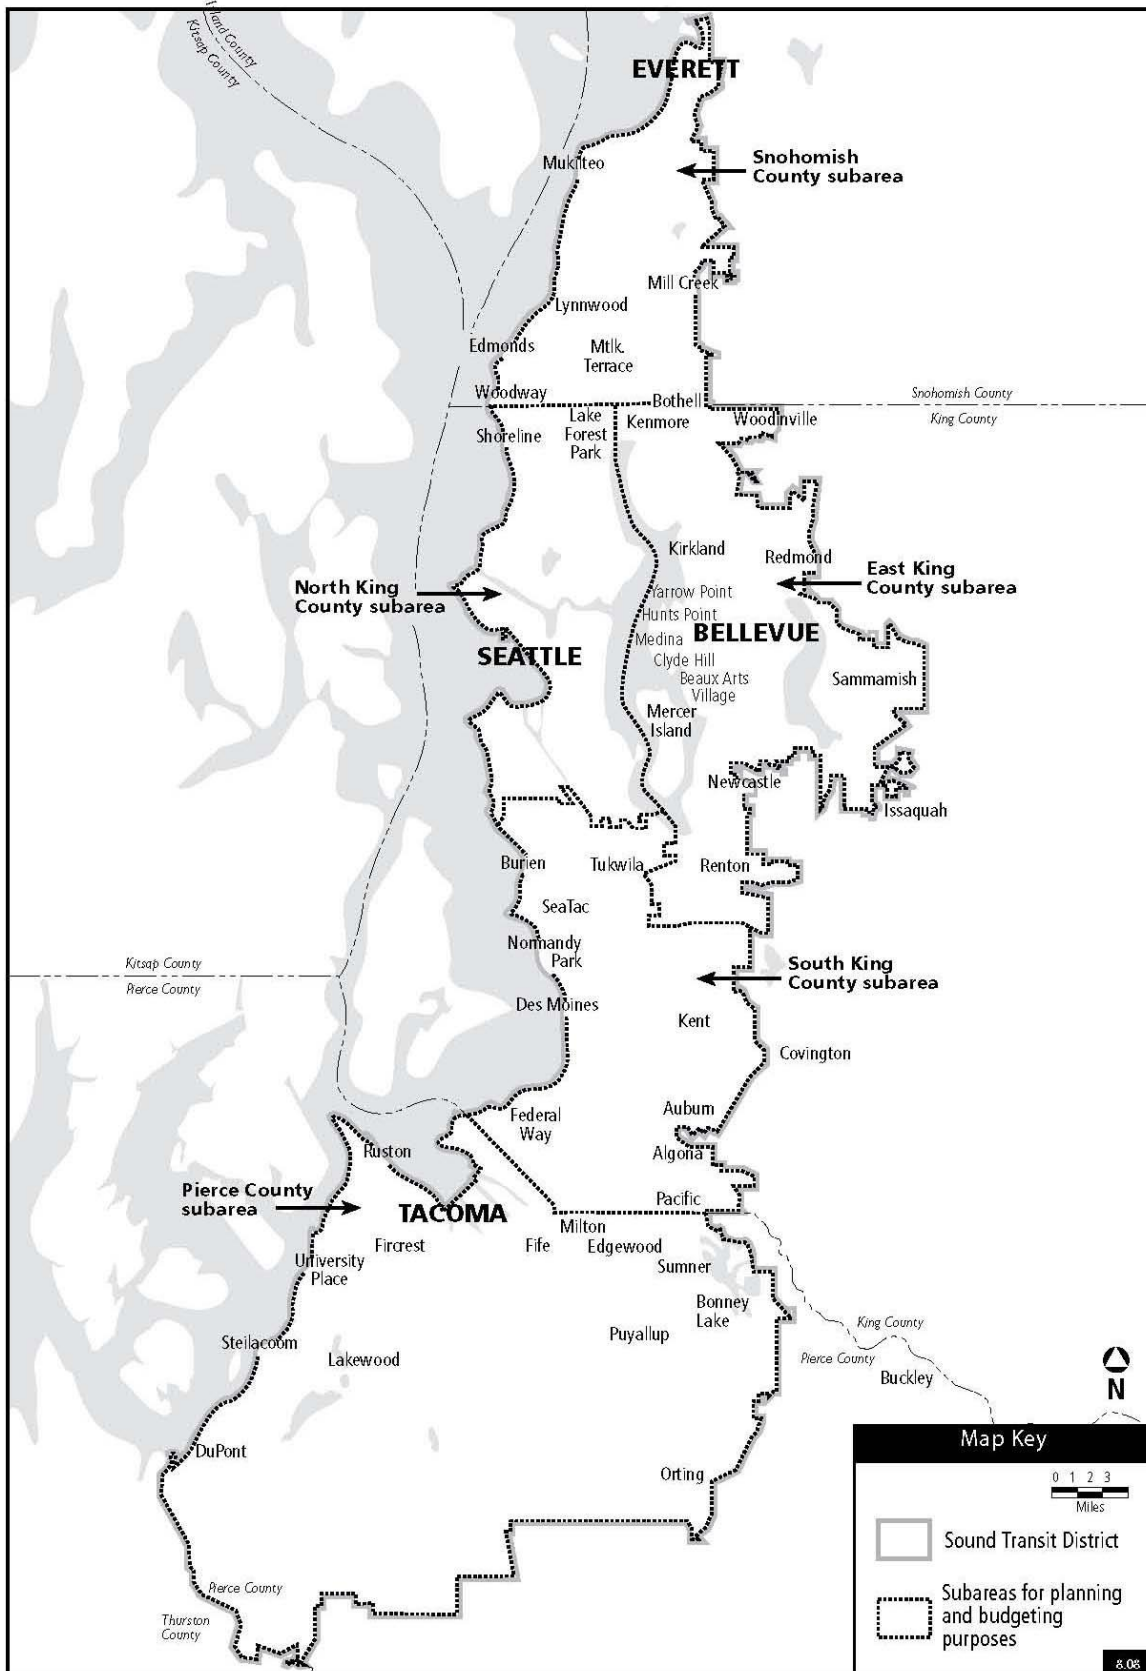 Island County
Kitsap County
EVERETT
Mukilteo
Snohomish
County subarea
Mill Creek
Lynnwood
Edmonds
Mtlk.
Terrace
Woodway
Bothell
Snohomish County
King County
Lake
Forest
Park
Kenmore
Woodinville
Shoreline
Kirkland
Redmond
East King
County subarea
North King
County subarea
Yarrow Point
Hunts Point
BELLEVUE
Medina
SEATTLE
Clyde Hill
Beaux Arts
Village
Sammamish
Mercer
Island
Newcastle
Issaquah
Burien
Tukwila
Renton
SeaTac
Normandy
Park
Kitsap County
Pierce County
South King
County subarea
Des Moines
Kent
Covington
Federal
Way
Auburn
Ruston
Algona
Pierce County
subarea
TACOMA
Pacific
Milton
Fircrest
Fife
Edgewood
University
Place
Sumner
Bonney
Lake
Puyallup
King County
Pierce County
Steilacoom
Lakewood
Buckley
N
DuPont
Orting
Pierce County
Thurston
County
Map Key
0 1 2 3
Miles
Sound Transit District
Subareas for planning
and budgeting
purposes
8.08